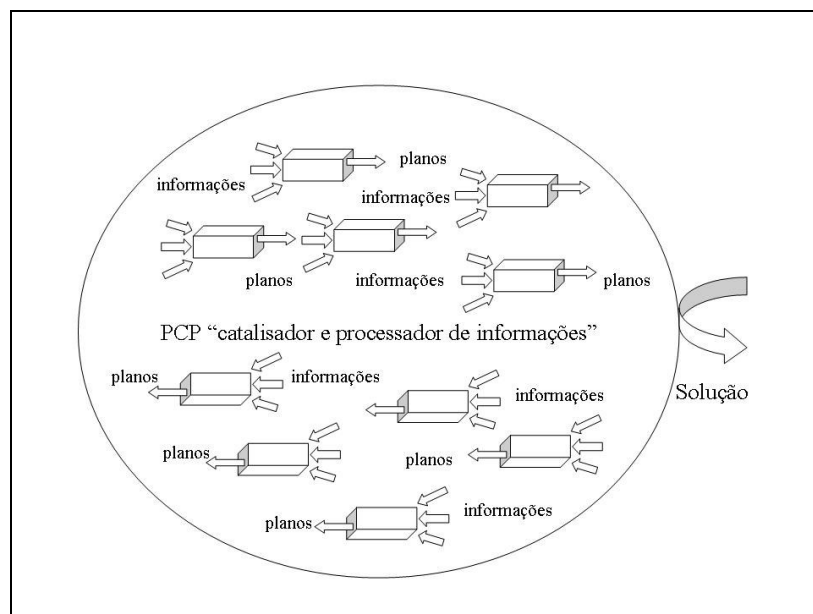 planos
informações
informações
planos
informações
planos
PCP “catalisador e processador de informações”
planos
informações
Solução
informações
planos
planos
planos
informações